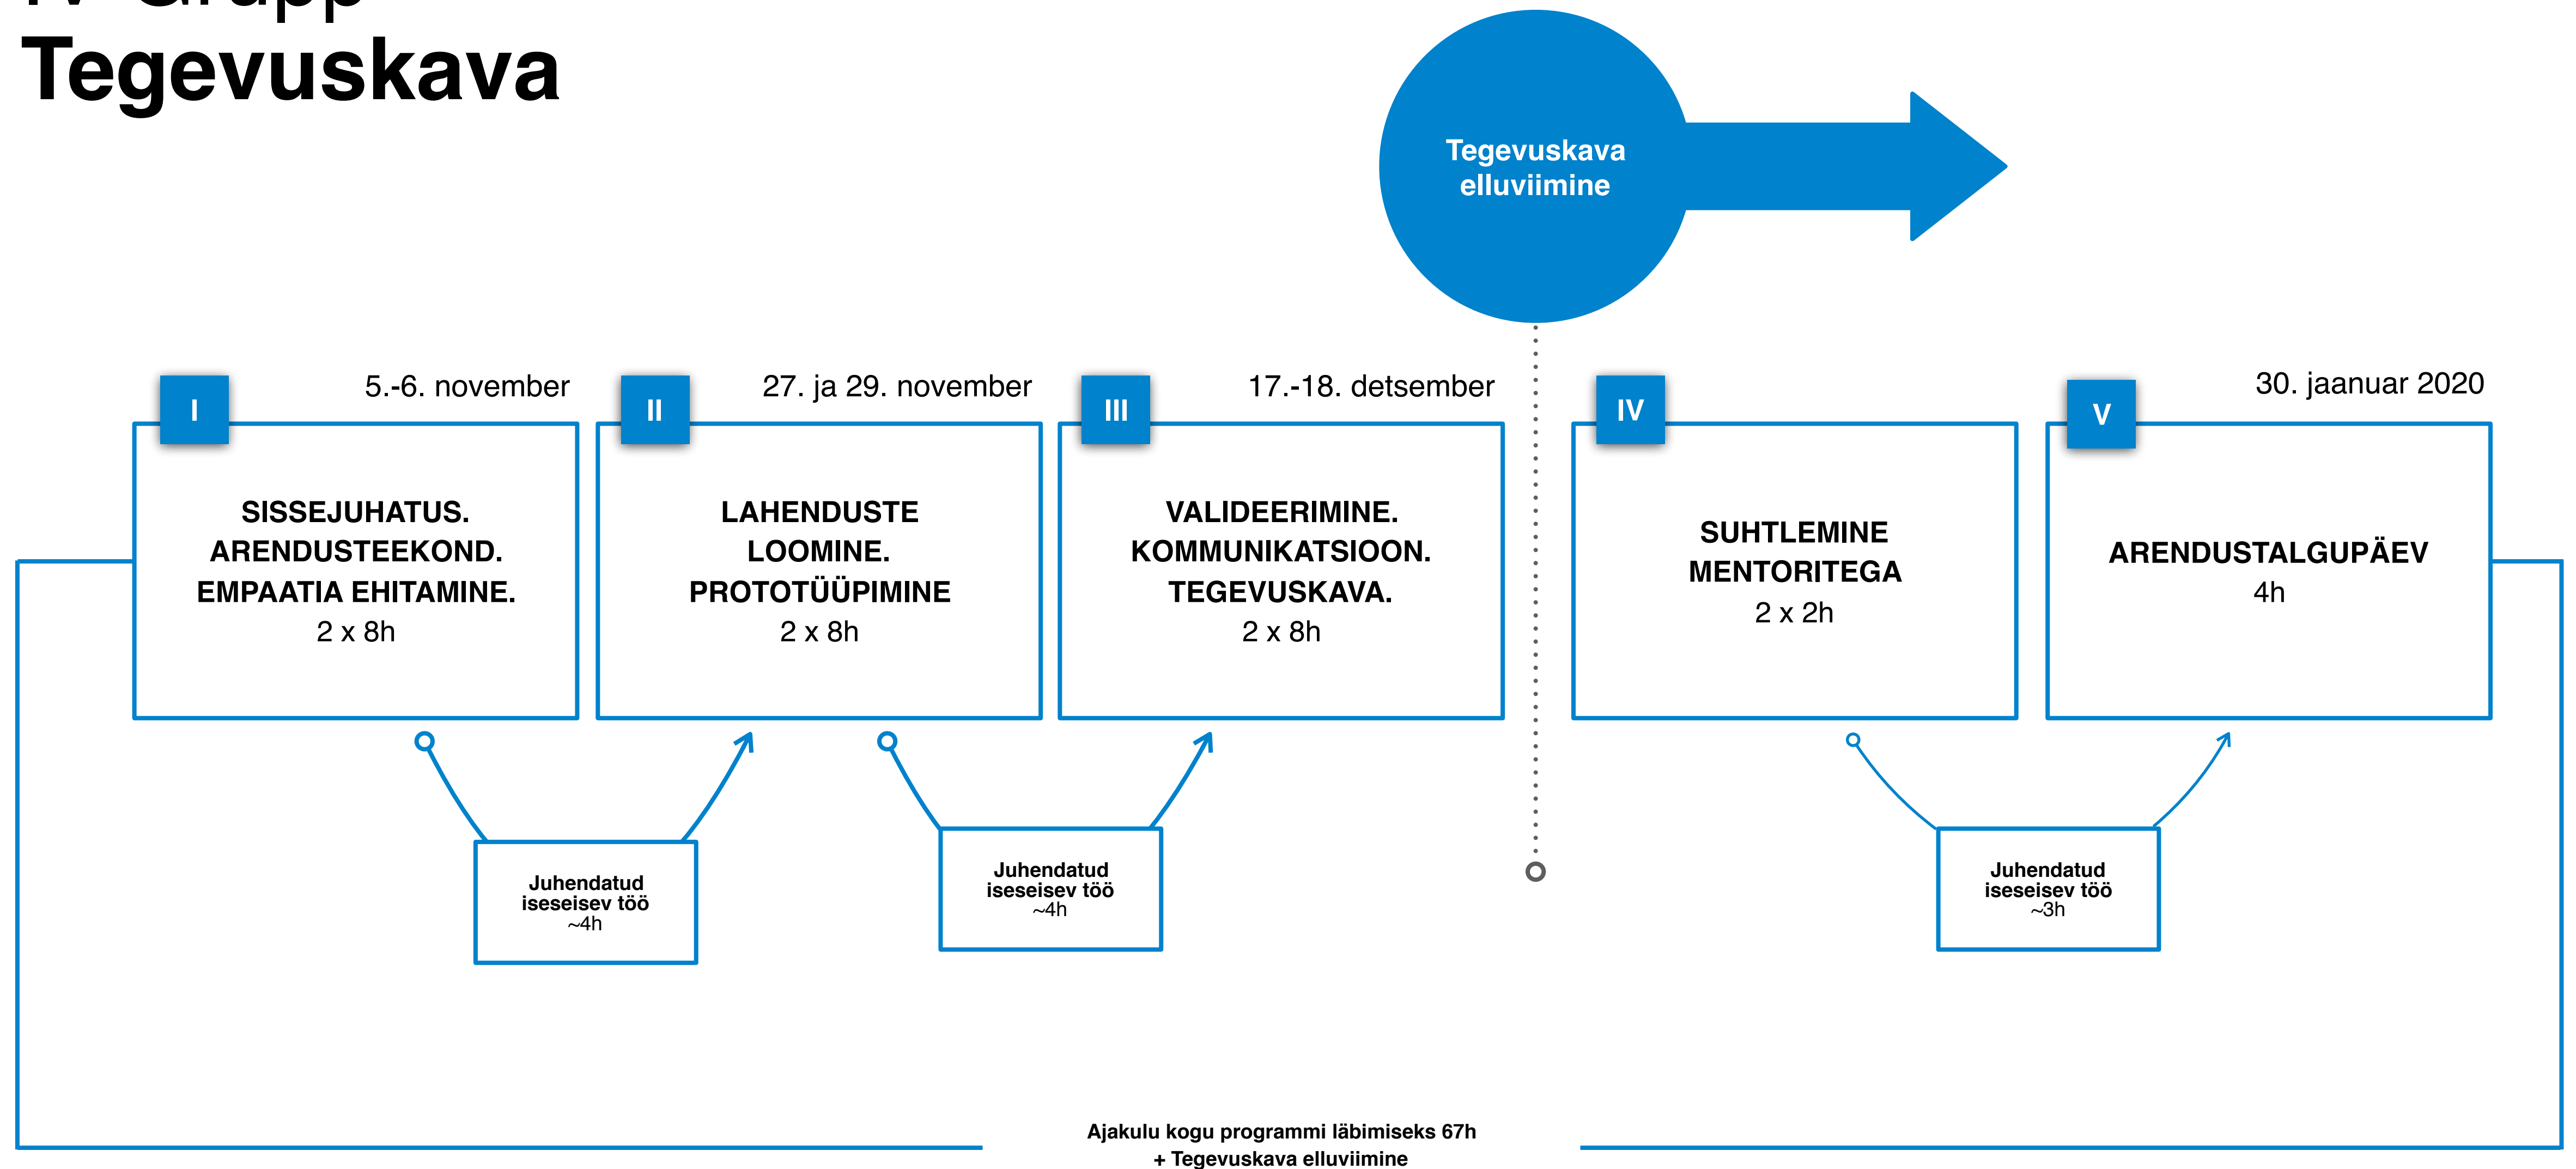 IV Grupp
Tegevuskava
Tegevuskava
elluviimine
I
5.-6. november
SISSEJUHATUS.
ARENDUSTEEKOND.
EMPAATIA EHITAMINE.
2 x 8h
II
27. ja 29. november
LAHENDUSTE
LOOMINE.
PROTOTÜÜPIMINE
2 x 8h
III
17.-18. detsember
VALIDEERIMINE.
KOMMUNIKATSIOON.
TEGEVUSKAVA.
2 x 8h
IV
SUHTLEMINE
MENTORITEGA
2 x 2h
V
30. jaanuar 2020
ARENDUSTALGUPÄEV
4h
Juhendatud
iseseisev töö
~4h
Juhendatud
iseseisev töö
~4h
Juhendatud
iseseisev töö
~3h
Ajakulu kogu programmi läbimiseks 67h
+ Tegevuskava elluviimine